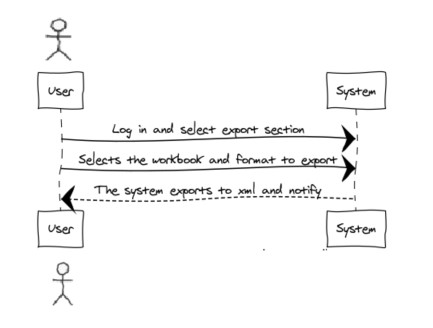 User
System
Log in and select export section
Selects the workbook and format to export
The system exports to xml and notify
User
System